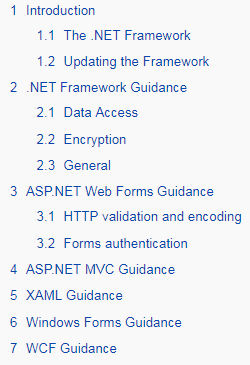 1 Introduction
1.1 The .NET Framework
1.2 Updating the Framework
2 .NET Framework Guidance
2.1 Data Access
2.2 Encryption
2.3 General
3 ASP.NET Web Forms Guidance
3.1 HTTP validation and encoding
3.2 Forms authentication
4 ASP.NET MVC Guidance
5 XAML Guidance
6 Windows Forms Guidance
7 WCF Guidance